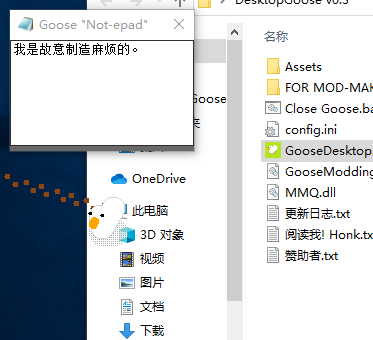 Goose "Not-epad"
我是故意制造麻烦的。
DesktopGoose v0.3
名称
Assets
FOR MOD-MAK
Close Goose.ba
config.ini
GooseDesktop
GooseModding
MMQ.dll
更新日志.txt
阅读我! Honk.tx
赞助者.txt
Goose
OneDrive
此电脑
3D 对象
视频
图片
文档
下载